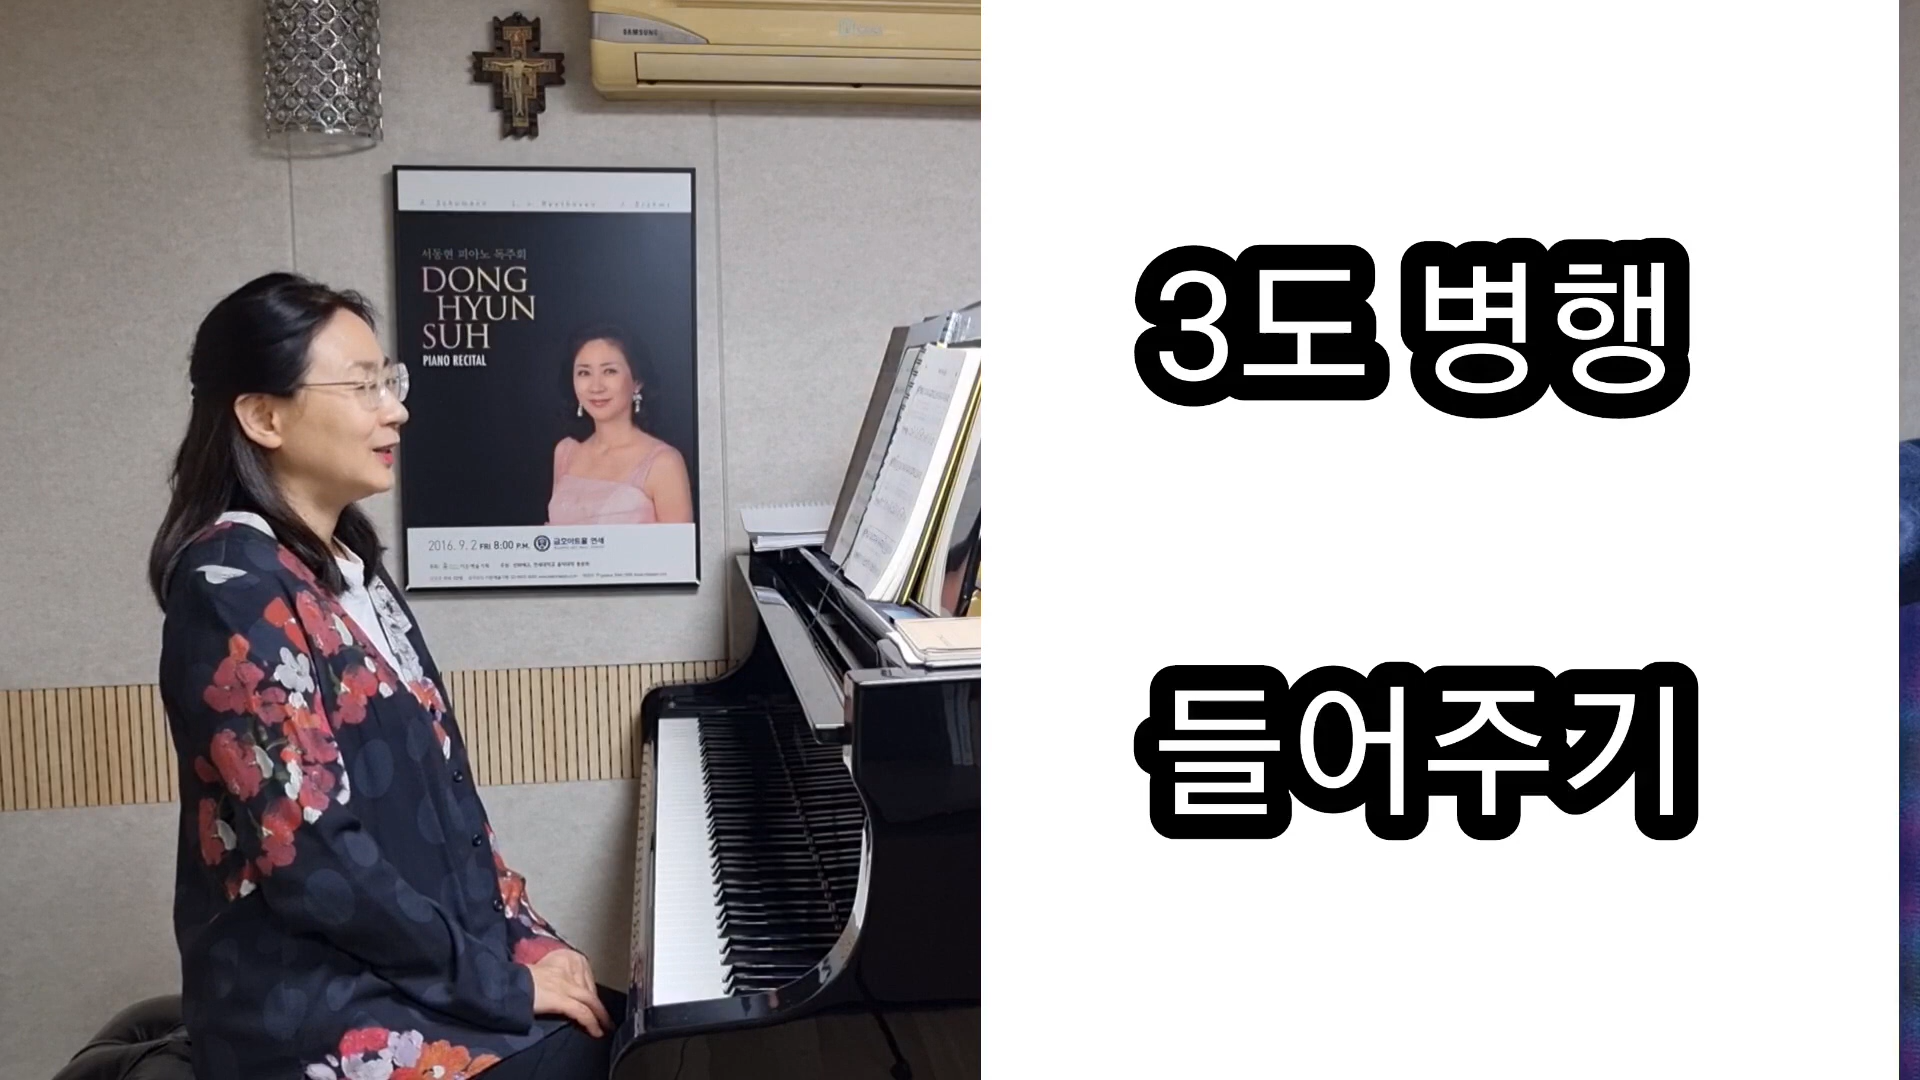 SAMSUNG
서동현 피아노 독주회
DONG
HYUN
SUH
PIANO RECITAL
2016. 9. 2 FRI 8:00 P.M. 금호아트홀 연세
3도 병행
들어주기